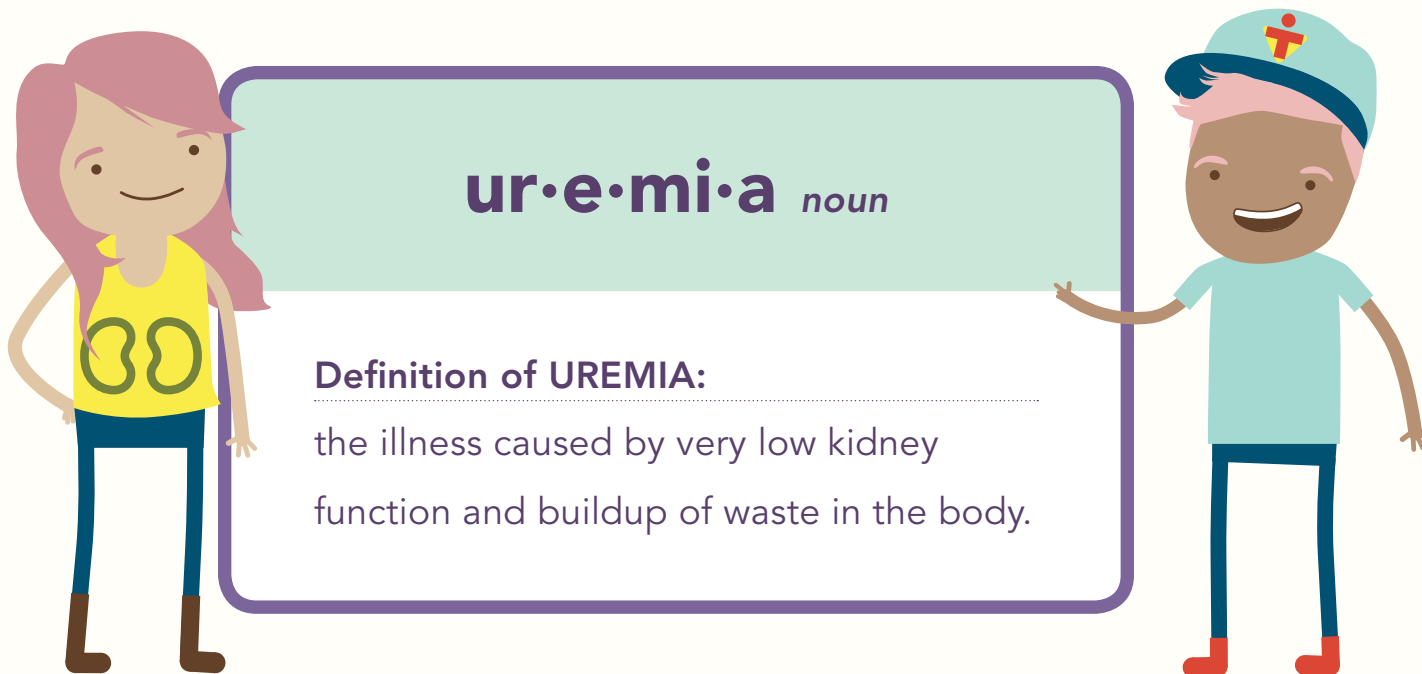 ur·e·mi·a noun
Definition of UREMIA:
the illness caused by very low kidney
function and buildup of waste in the body.